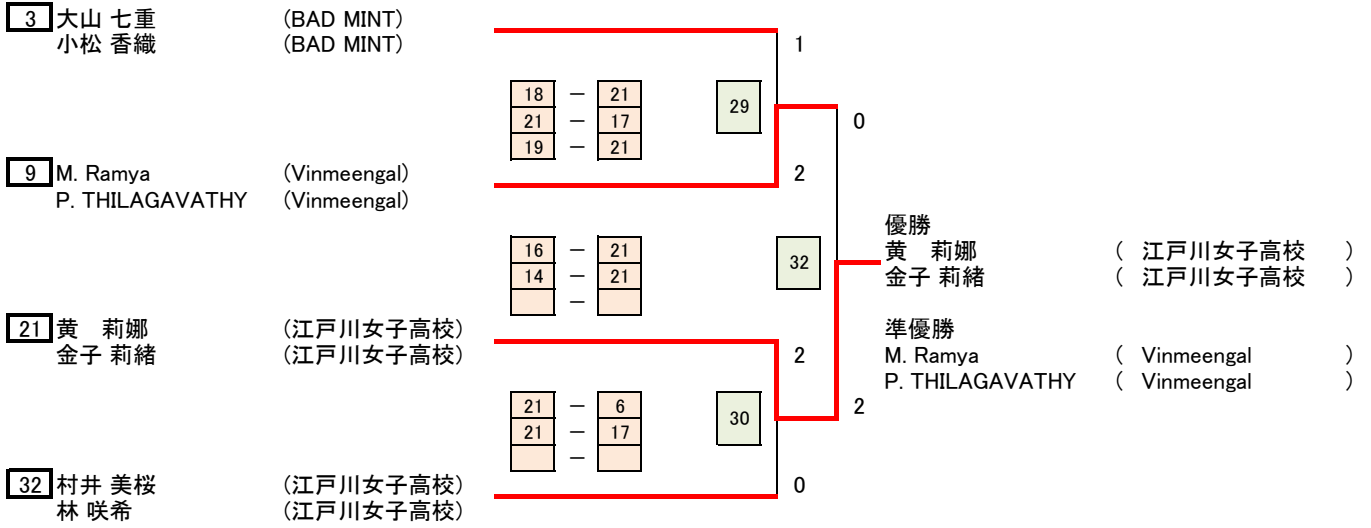 3 大山 七重 (BAD MINT)
小松 香織 (BAD MINT) 1
18 － 21
21 － 17 29 0
19 － 21
9 M. Ramya (Vinmeengal) 2
P. THILAGAVATHY (Vinmeengal)
優勝
16 － 21 黄　莉娜 ( 江戸川女子高校 )
14 － 21 32 金子 莉緒 ( 江戸川女子高校 )
－
21 黄　莉娜 (江戸川女子高校) 準優勝
金子 莉緒 (江戸川女子高校) 2 M. Ramya ( Vinmeengal )
P. THILAGAVATHY ( Vinmeengal )
21 － 6 2
21 － 17 30
－
32 村井 美桜 (江戸川女子高校) 0
林 咲希 (江戸川女子高校)